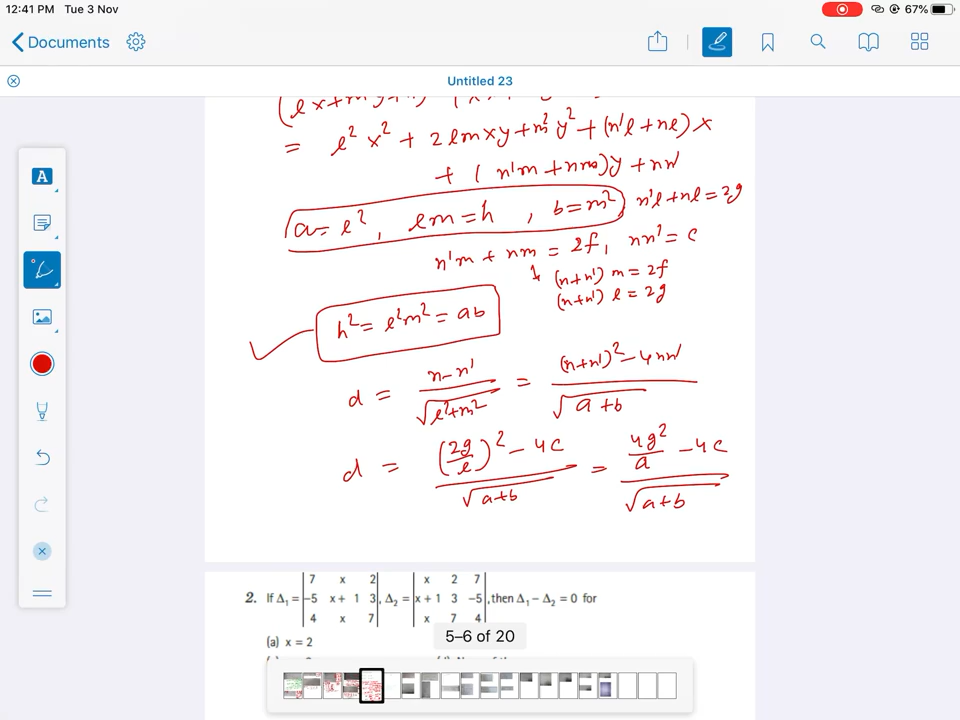 12:41 PM Tue 3 Nov
67%
Documents
Untitled 23
= l² x² + 2 lm xy + m² y² + (n'l + nl) x
+ ( n'm + nm)y + nn'
a = l², lm = h, b = m², n'l + nl = 2g
n'm + nm = 2f, nn' = c
(n+n') m = 2f
(n+n') l = 2g
h² = l²m² = ab
d = (n-n')/√(l²+m²) = ((n+n')² - 4nn')/√(a+b)
d = ((2g/l)² - 4c)/√(a+b) = (4g²/a - 4c)/√(a+b)
2. If Δ₁ = |7 x 2; -5 x + 1 3; 4 x 7|, Δ₂ = |x 2 7; x + 1 3 -5; x 7 4|, then Δ₁ - Δ₂ = 0 for
(a) x = 2
5–6 of 20